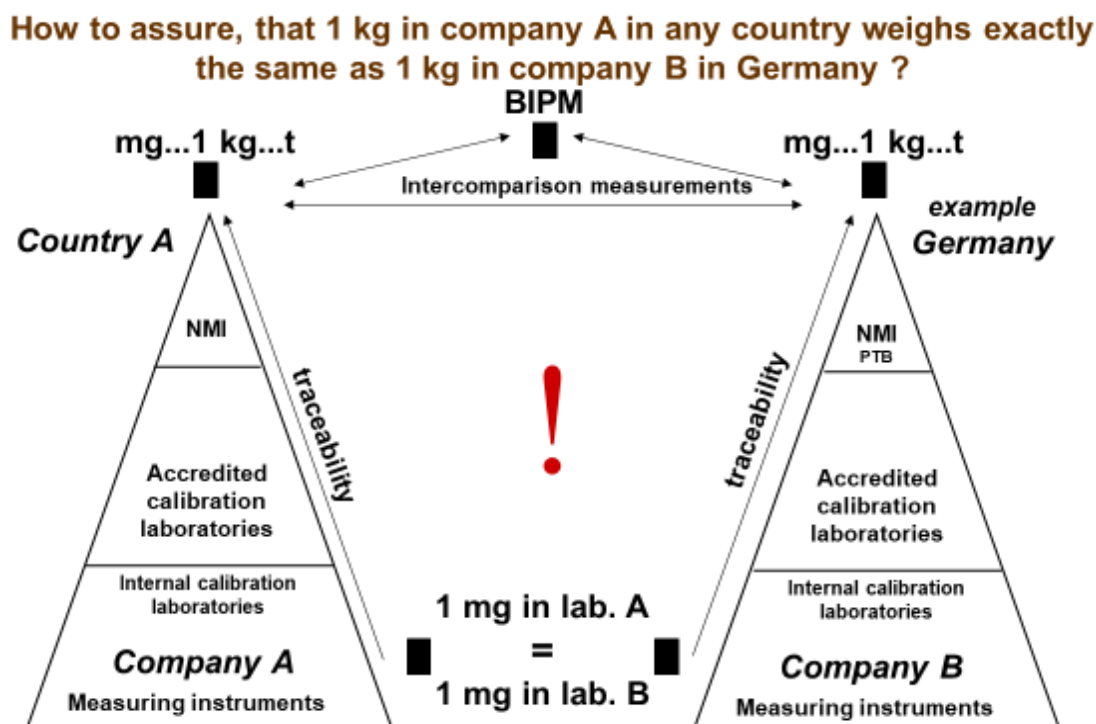 How to assure, that 1 kg in company A in any country weighs exactly
the same as 1 kg in company B in Germany ?
BIPM
mg...1 kg...t
mg...1 kg...t
Intercomparison measurements
Country A
example
Germany
NMI
NMI
PTB
traceability
traceability
!
Accredited
calibration
laboratories
Accredited
calibration
laboratories
Internal calibration
laboratories
Internal calibration
laboratories
1 mg in lab. A
=
1 mg in lab. B
Company A
Measuring instruments
Company B
Measuring instruments